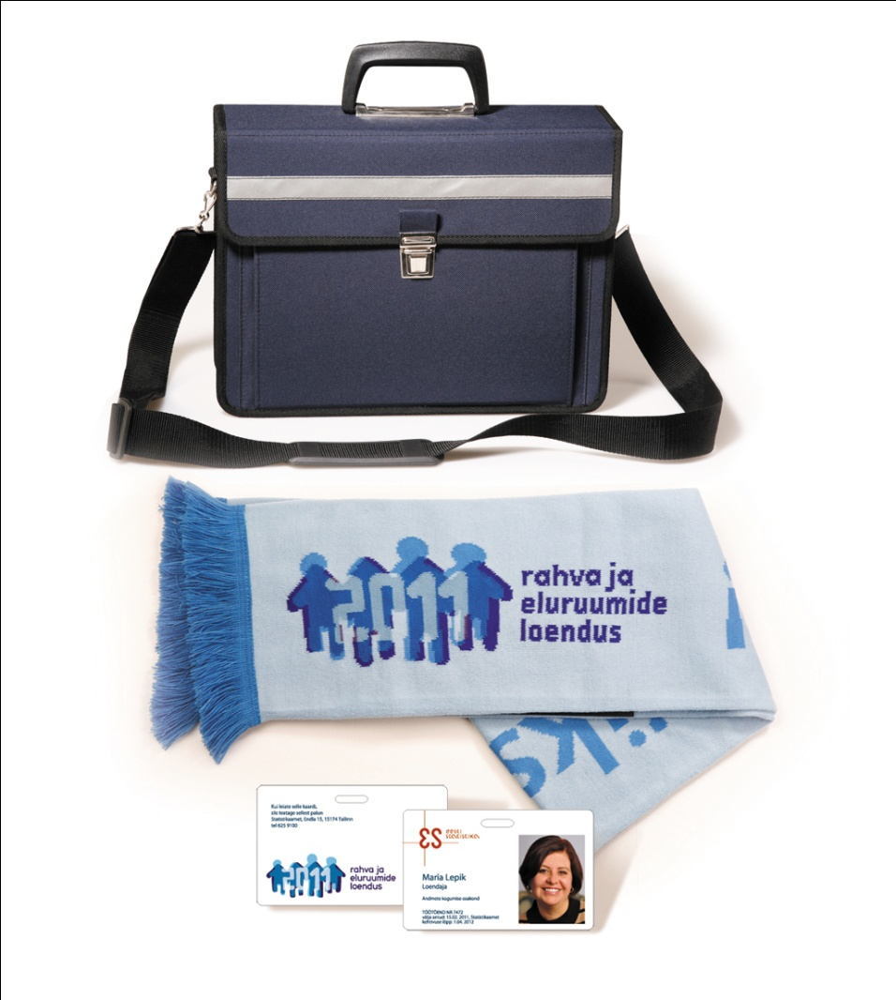 2011
rahva ja
eluruumide
loendus
Kui leiate selle kaardi,
siis teatage sellest palun
Statistikaamet, Endla 15, 15174 Tallinn
tel 625 9100
2011
rahva ja
eluruumide
loendus
ES
eesti
statistika
Maria Lepik
Loendaja
Andmete kogumise osakond
TÖÖTÕEND NR 7472
välja antud: 15.02. 2011, Statistikaamet
kehtivuse lõpp: 1.04. 2012